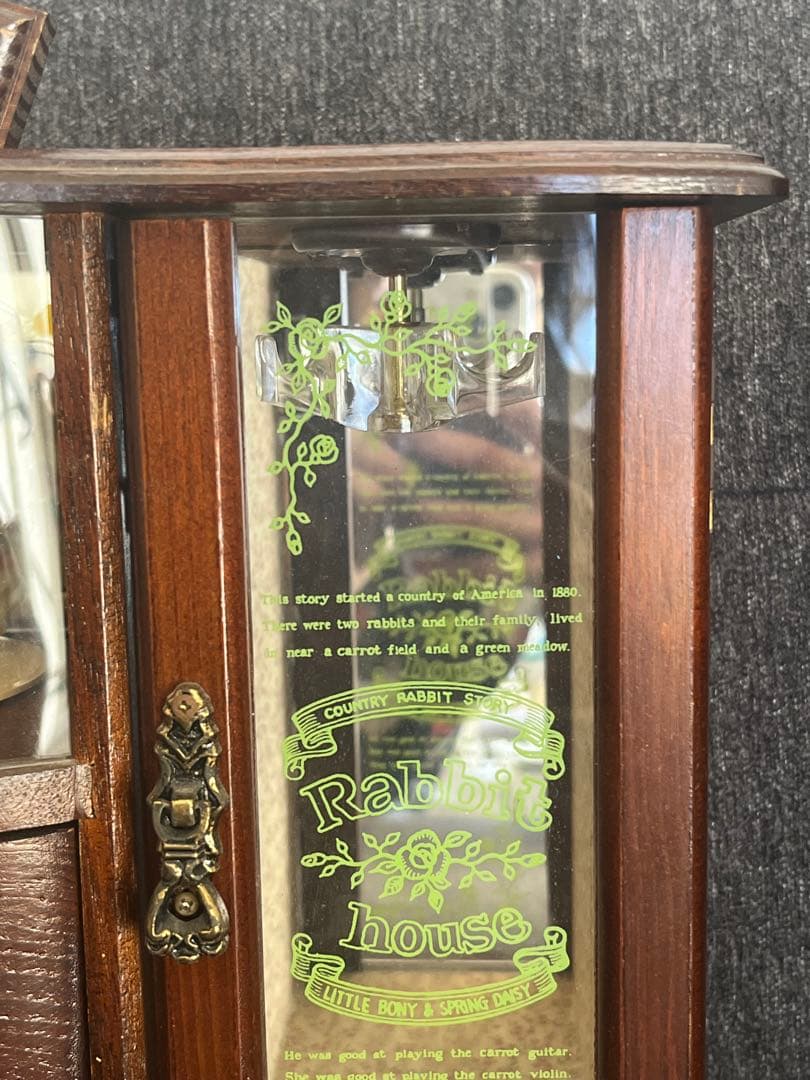 This story started a country of America in 1880.
There were two rabbits and their family, lived
in near a carrot field and a green meadow.
COUNTRY RABBIT STORY
Rabbit
house
LITTLE BONY & SPRING DAISY
He was good at playing the carrot guitar.
She was good at playing the carrot violin.